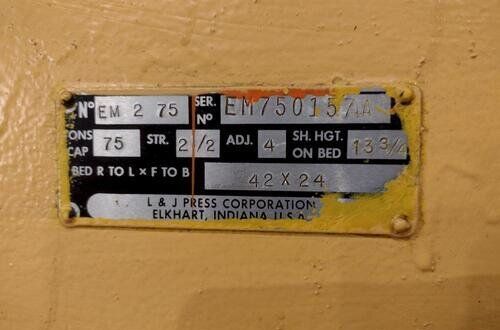 Nº EM 2 75 SER. Nº EM750157A
ONS CAP 75 STR. 2 1/2 ADJ. 4 SH. HGT. ON BED 13 3/4
BED R TO L x F TO B 42 X 24
L & J PRESS CORPORATION
ELKHART, INDIANA U.S.A